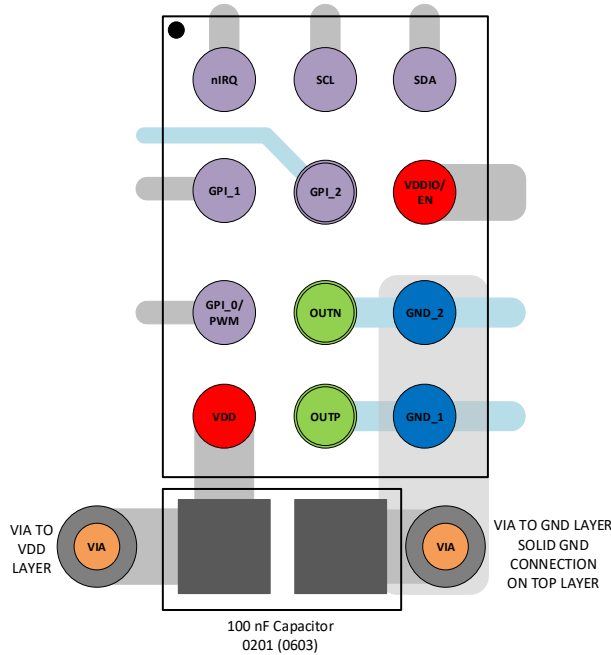 nIRQ
SCL
SDA
GPI_1
GPI_2
VDDIO/
EN
GPI_0/
PWM
OUTN
GND_2
VDD
OUTP
GND_1
VIA TO
VDD
LAYER
VIA
VIA
VIA TO GND LAYER
SOLID GND
CONNECTION
ON TOP LAYER
100 nF Capacitor
0201 (0603)